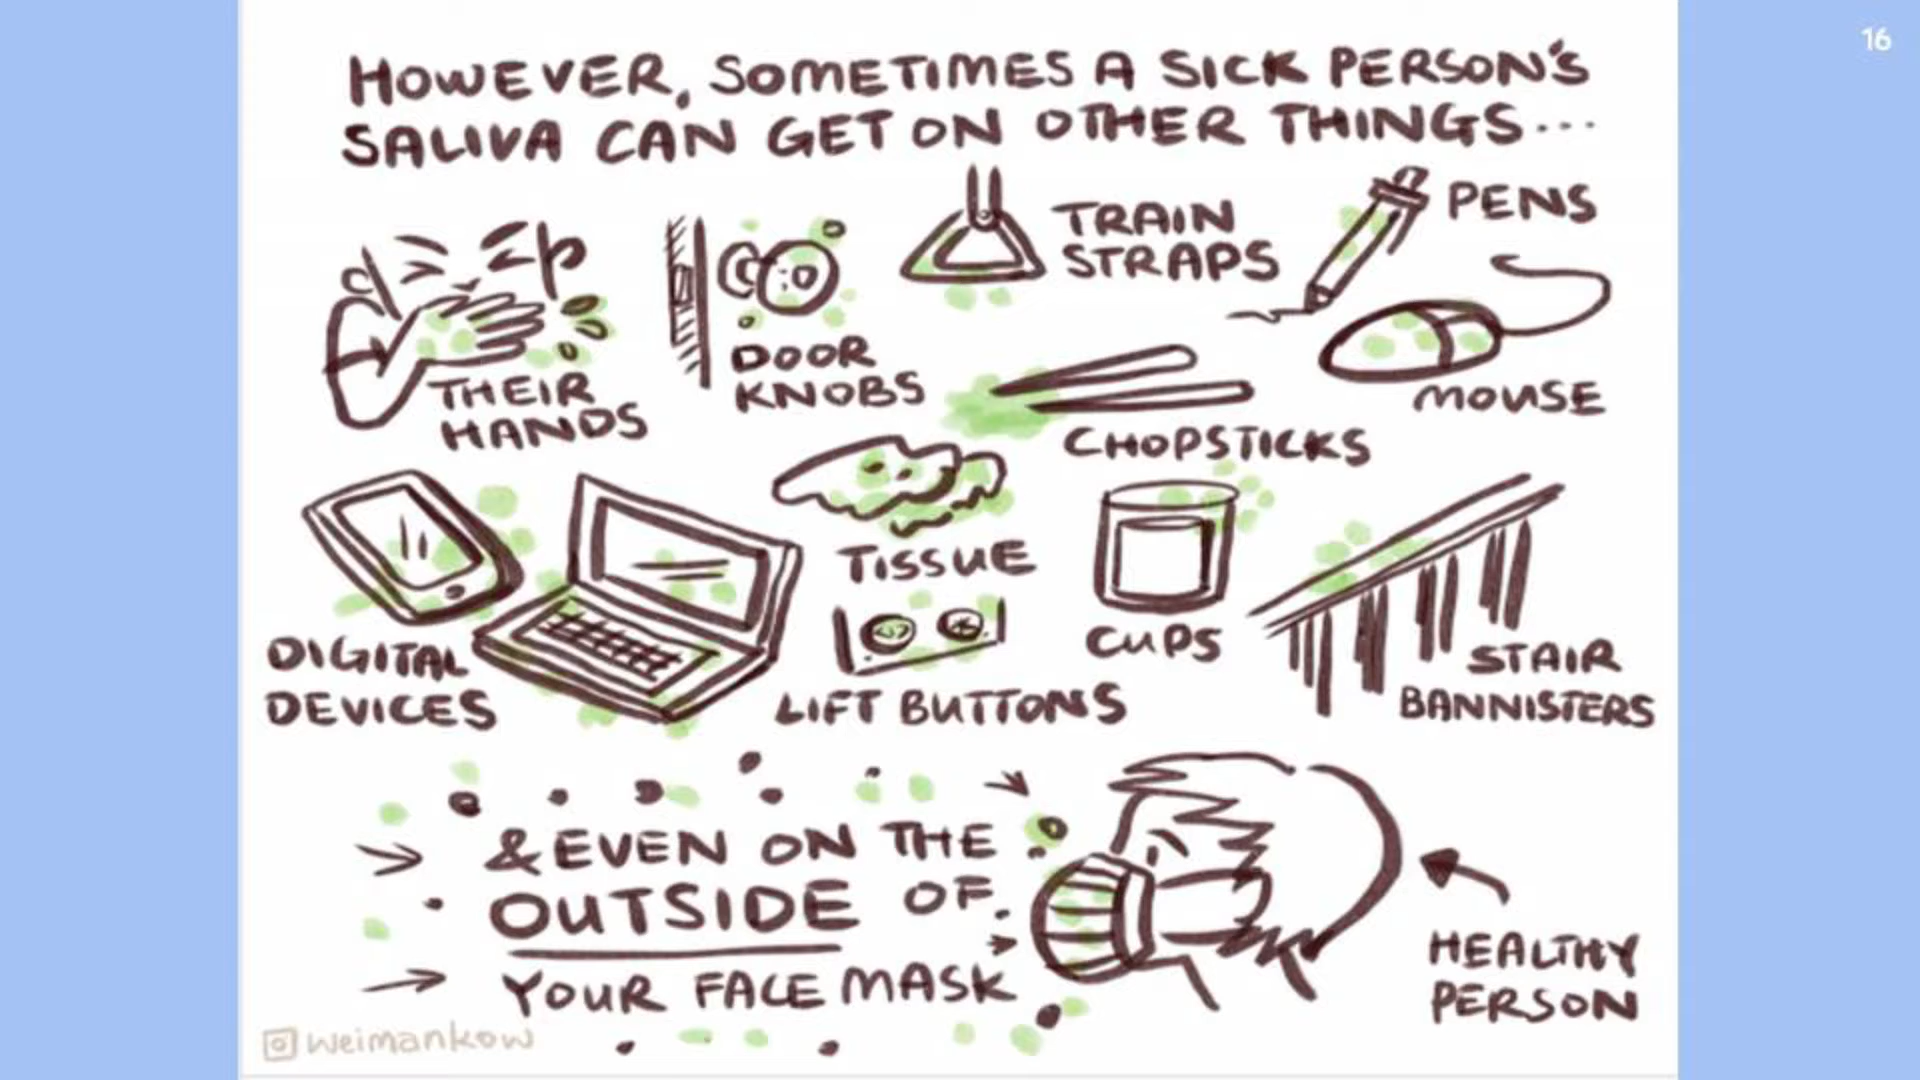 16
HOWEVER, SOMETIMES A SICK PERSON'S
SALIVA CAN GET ON OTHER THINGS...
THEIR
HANDS
DOOR
KNOBS
TRAIN
STRAPS
PENS
MOUSE
CHOPSTICKS
DIGITAL
DEVICES
TISSUE
LIFT BUTTONS
CUPS
STAIR
BANNISTERS
& EVEN ON THE
OUTSIDE OF
YOUR FACE MASK
HEALTHY
PERSON
weimankow